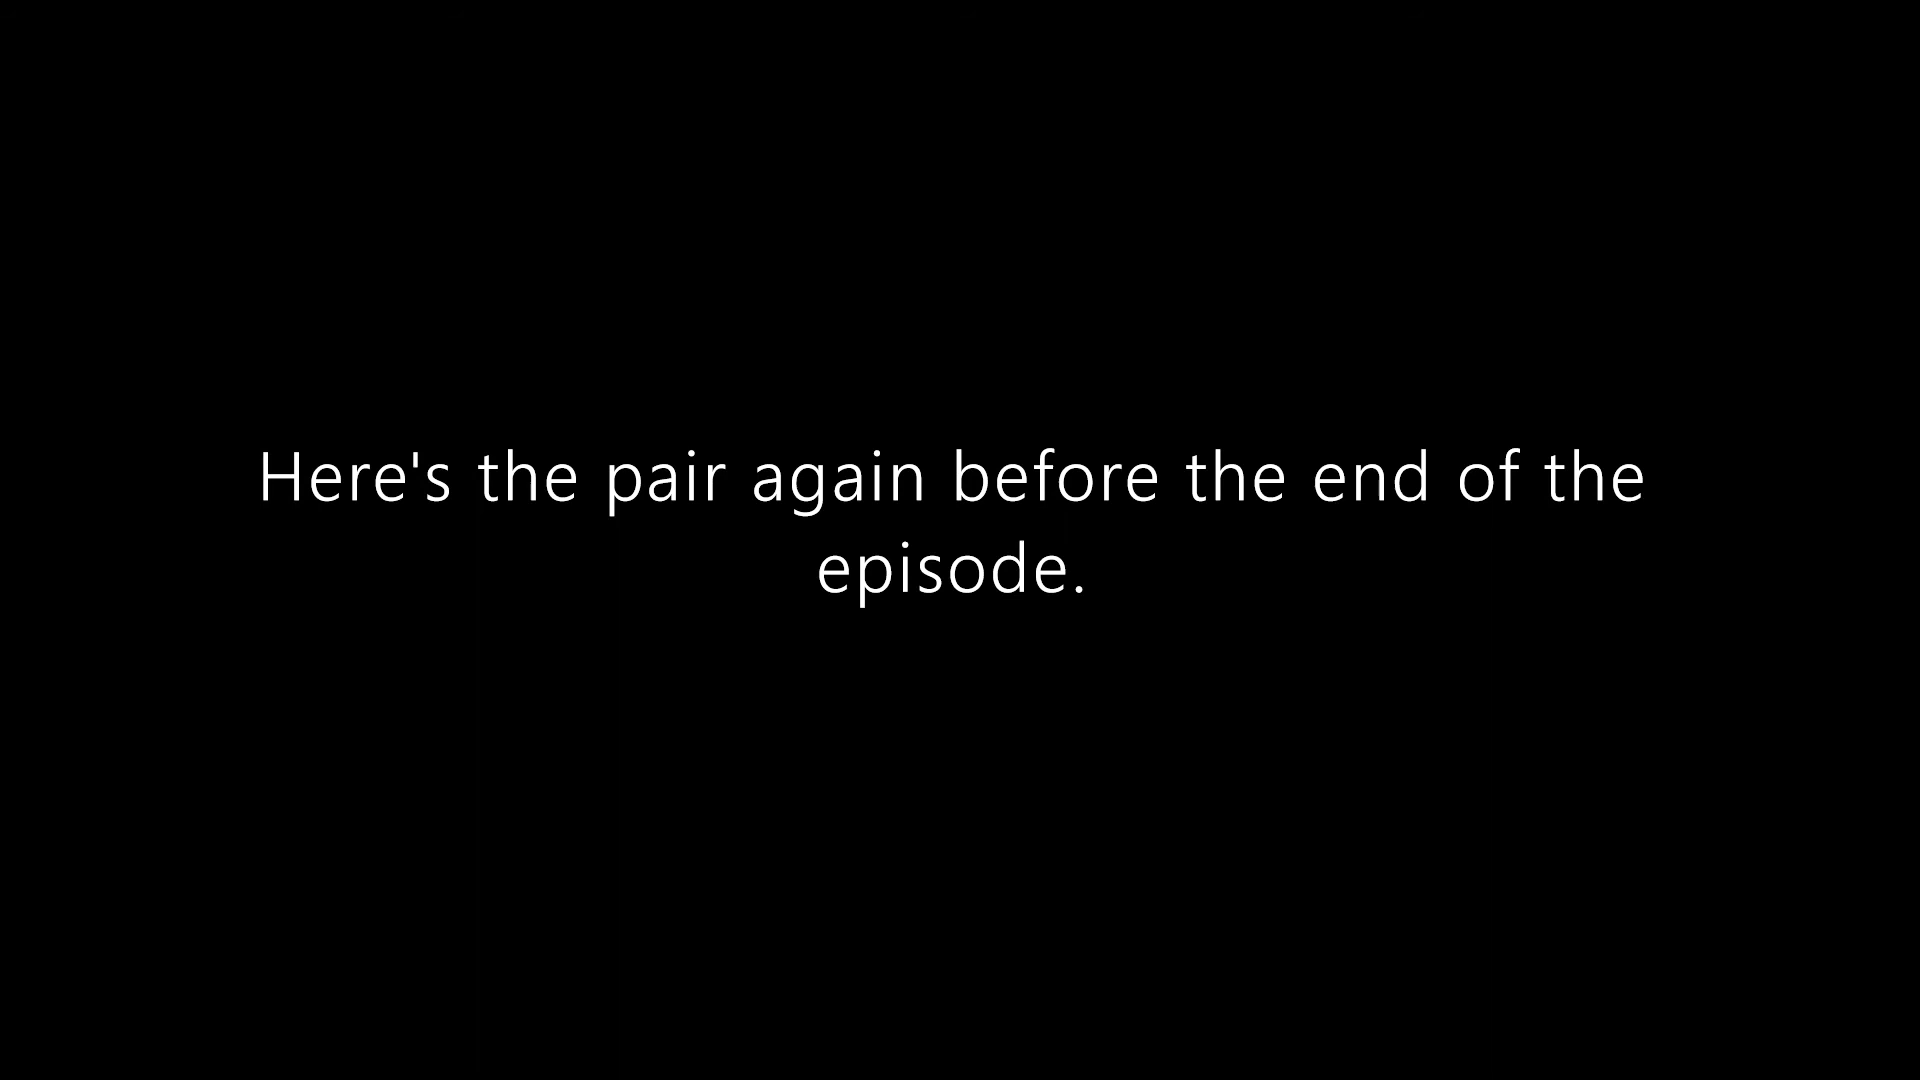 Here's the pair again before the end of the
episode.